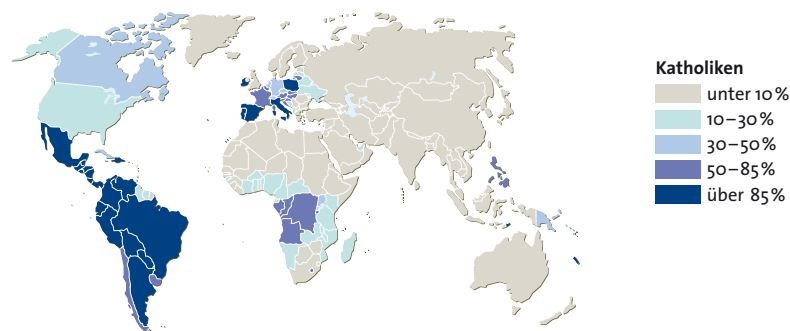 Katholiken
unter 10 %
10–30 %
30–50 %
50–85 %
über 85 %